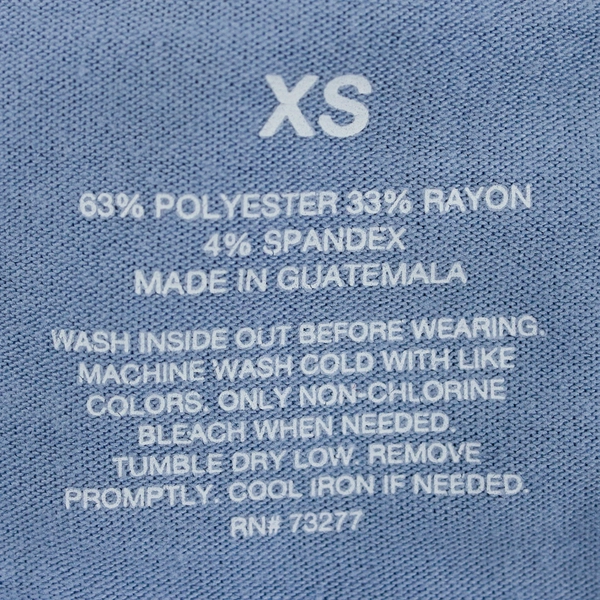 XS
63% POLYESTER 33% RAYON
4% SPANDEX
MADE IN GUATEMALA
WASH INSIDE OUT BEFORE WEARING.
MACHINE WASH COLD WITH LIKE
COLORS. ONLY NON-CHLORINE
BLEACH WHEN NEEDED.
TUMBLE DRY LOW. REMOVE
PROMPTLY. COOL IRON IF NEEDED.
RN# 73277